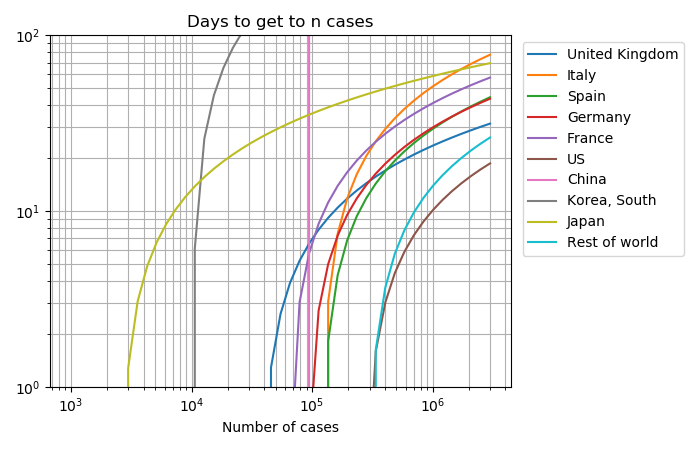 Days to get to n cases
10²
10¹
10⁰
10³
10⁴
10⁵
10⁶
Number of cases
United Kingdom
Italy
Spain
Germany
France
US
China
Korea, South
Japan
Rest of world